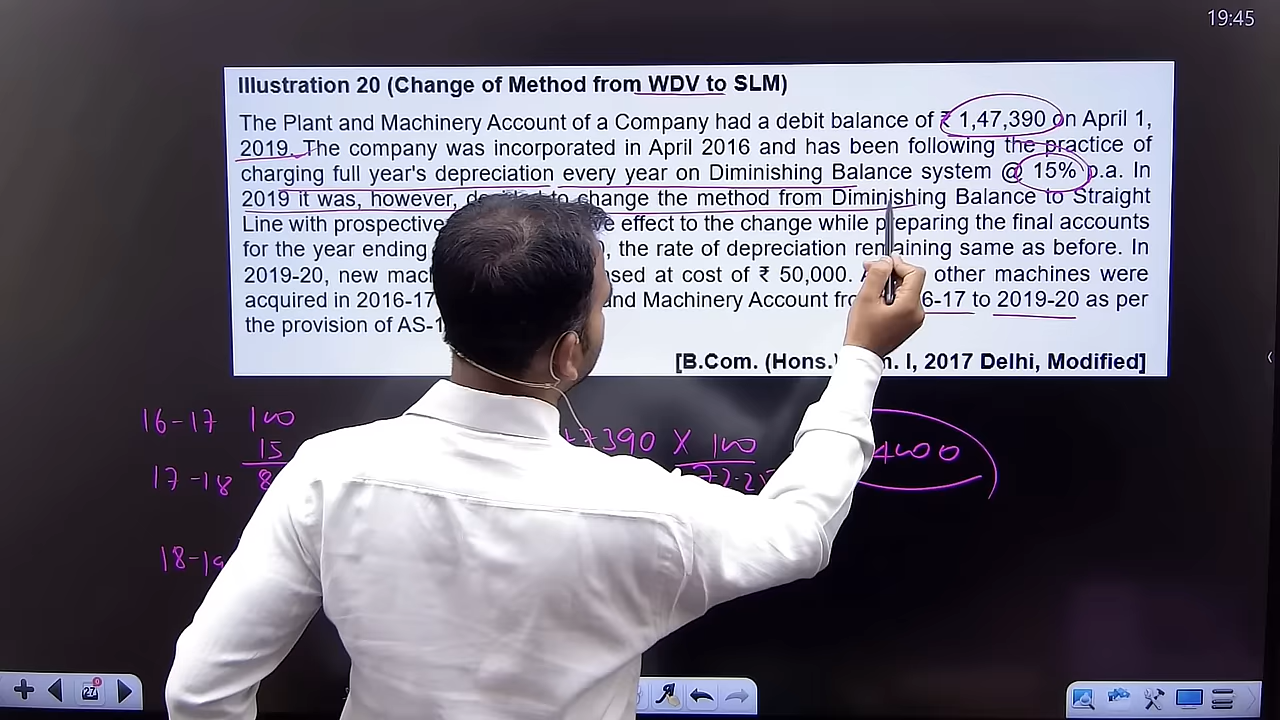 19:45
Illustration 20 (Change of Method from WDV to SLM)
The Plant and Machinery Account of a Company had a debit balance of ₹ 1,47,390 on April 1,
2019. The company was incorporated in April 2016 and has been following the practice of
charging full year's depreciation every year on Diminishing Balance system @ 15% p.a. In
2019 it was, however, to change the method from Diminishing Balance to Straight
Line with prospective effect to the change while preparing the final accounts
for the year ending , the rate of depreciation remaining same as before. In
2019-20, new at cost of ₹ 50,000. other machines were
acquired in 2016-17 and Machinery Account 6-17 to 2019-20 as per
the provision of AS-1
[B.Com. (Hons.) I, 2017 Delhi, Modified]
16-17 100
15
17-18 8
7390 X 100
72.25
400
18-19
27